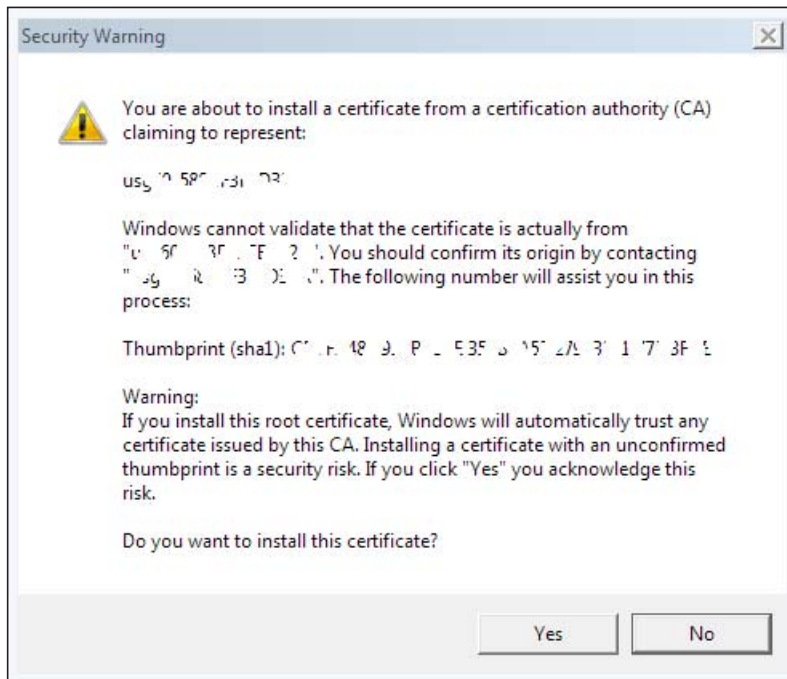 Security Warning
You are about to install a certificate from a certification authority (CA)
claiming to represent:
Windows cannot validate that the certificate is actually from
. You should confirm its origin by contacting
". The following number will assist you in this
process:
Thumbprint (sha1):
Warning:
If you install this root certificate, Windows will automatically trust any
certificate issued by this CA. Installing a certificate with an unconfirmed
thumbprint is a security risk. If you click "Yes" you acknowledge this
risk.
Do you want to install this certificate?
Yes
No